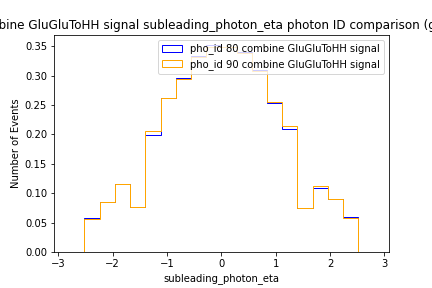 bine GluGluToHH signal subleading_photon_eta photon ID comparison (g
pho_id 80 combine GluGluToHH signal
pho_id 90 combine GluGluToHH signal
Number of Events
0.35
0.30
0.25
0.20
0.15
0.10
0.05
0.00
−3 −2 −1 0 1 2 3
subleading_photon_eta